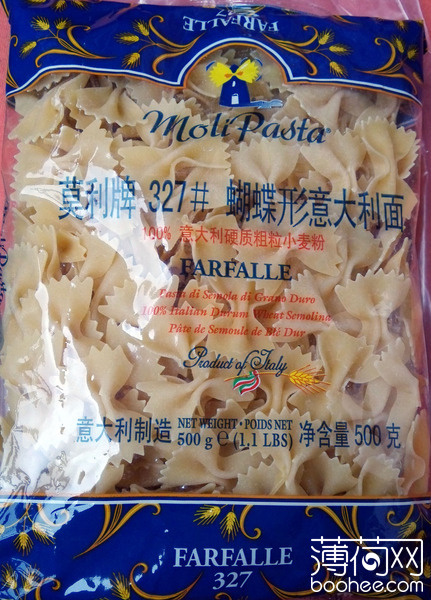 FARFALLE
327
Moli Pasta®
莫利牌 327# 蝴蝶形意大利面
100% 意大利硬质粗粒小麦粉
FARFALLE
Pasta di Semola di Grano Duro
100% Italian Durum Wheat Semolina
Pâte de Semoule de Blé Dur
Product of Italy
意大利制造 NET WEIGHT • POIDS NET 净含量 500 克
500 g e (1,1 LBS)
FARFALLE
327
薄荷网
boohee.com